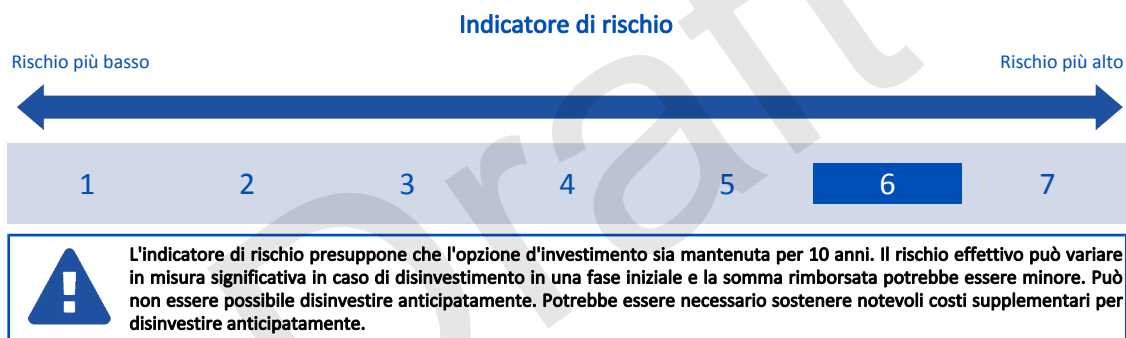 Indicatore di rischio
Rischio più basso
Rischio più alto
1 2 3 4 5 6 7
L'indicatore di rischio presuppone che l'opzione d'investimento sia mantenuta per 10 anni. Il rischio effettivo può variare
in misura significativa in caso di disinvestimento in una fase iniziale e la somma rimborsata potrebbe essere minore. Può
non essere possibile disinvestire anticipatamente. Potrebbe essere necessario sostenere notevoli costi supplementari per
disinvestire anticipatamente.
Draft